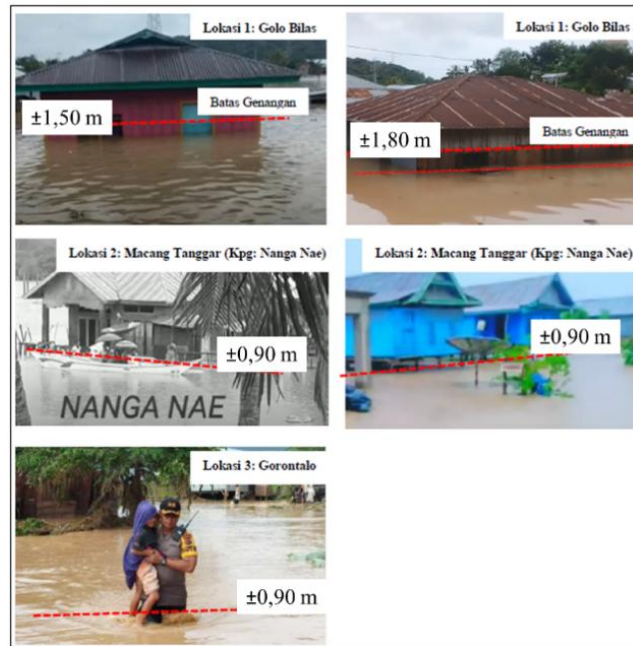 Lokasi 1: Golo Bilas
Batas Genangan
±1,50 m
Lokasi 1: Golo Bilas
Batas Genangan
±1,80 m
Lokasi 2: Macang Tanggar (Kpg: Nanga Nae)
±0,90 m
NANGA NAE
Lokasi 2: Macang Tanggar (Kpg: Nanga Nae)
±0,90 m
Lokasi 3: Gorontalo
±0,90 m